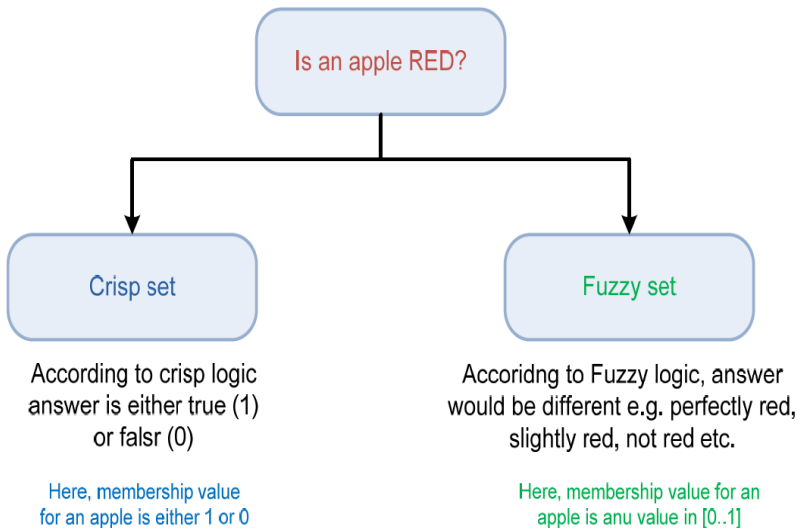 Is an apple RED?
Crisp set
Fuzzy set
According to crisp logic
answer is either true (1)
or falsr (0)
Accoridng to Fuzzy logic, answer
would be different e.g. perfectly red,
slightly red, not red etc.
Here, membership value
for an apple is either 1 or 0
Here, membership value for an
apple is anu value in [0..1]